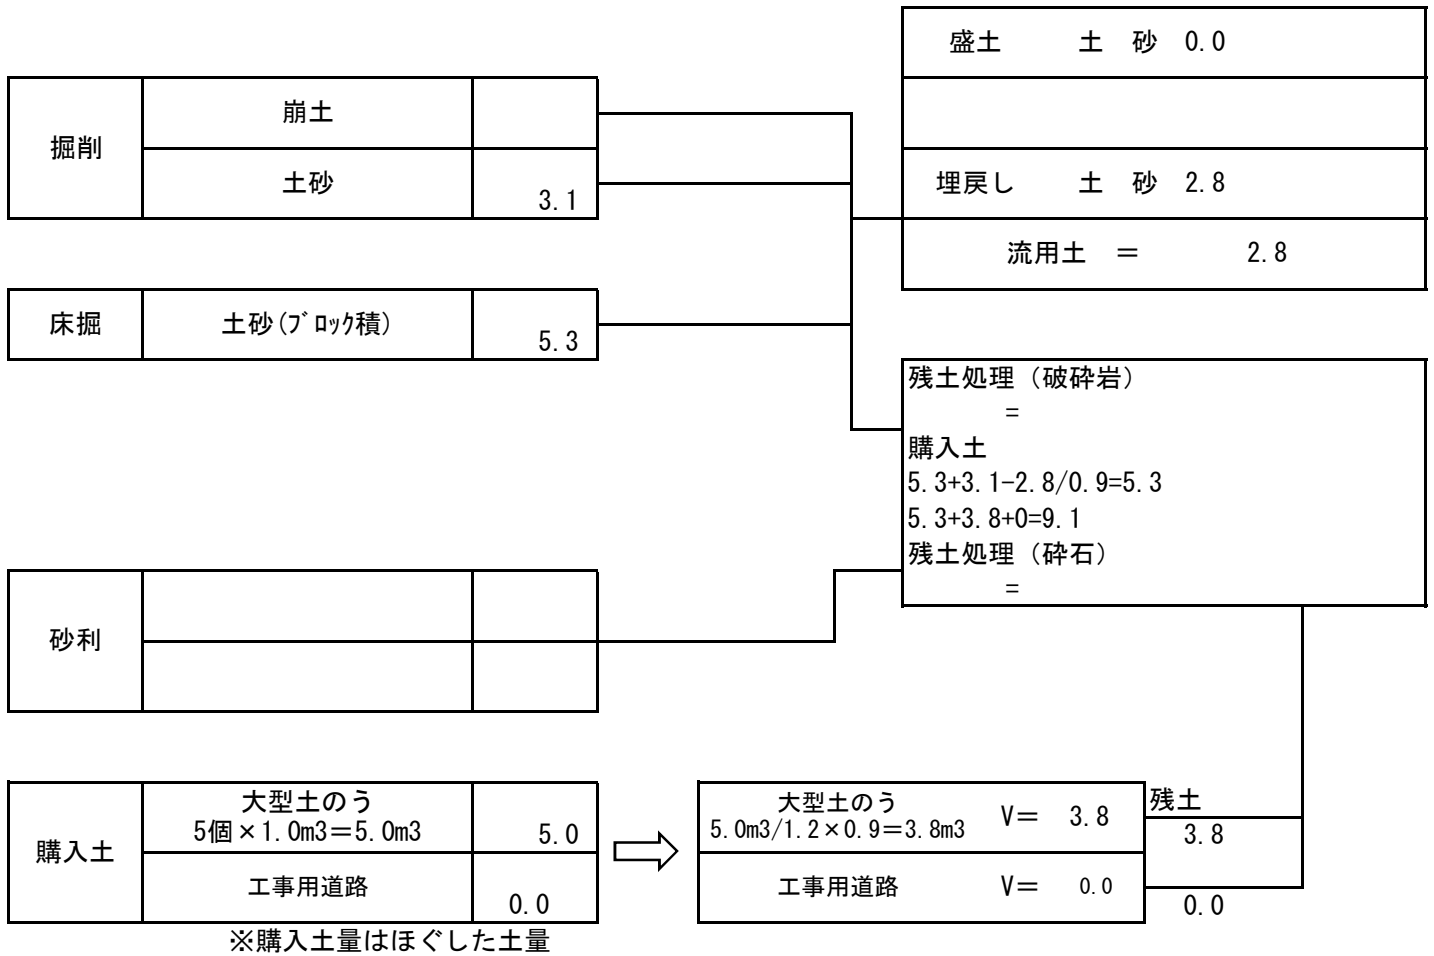 盛土 土 砂 0.0
掘削
崩土
土砂 3.1
埋戻し 土 砂 2.8
流用土 ＝ 2.8
床掘 土砂(ﾌﾞﾛｯｸ積) 5.3
残土処理（破砕岩）
=
購入土
5.3+3.1-2.8/0.9=5.3
5.3+3.8+0=9.1
残土処理（砕石）
=
砂利
購入土
大型土のう
5個×1.0m3＝5.0m3 5.0
工事用道路 0.0
大型土のう
5.0m3/1.2×0.9＝3.8m3 V＝ 3.8
工事用道路 V＝ 0.0
残土
3.8
0.0
※購入土量はほぐした土量